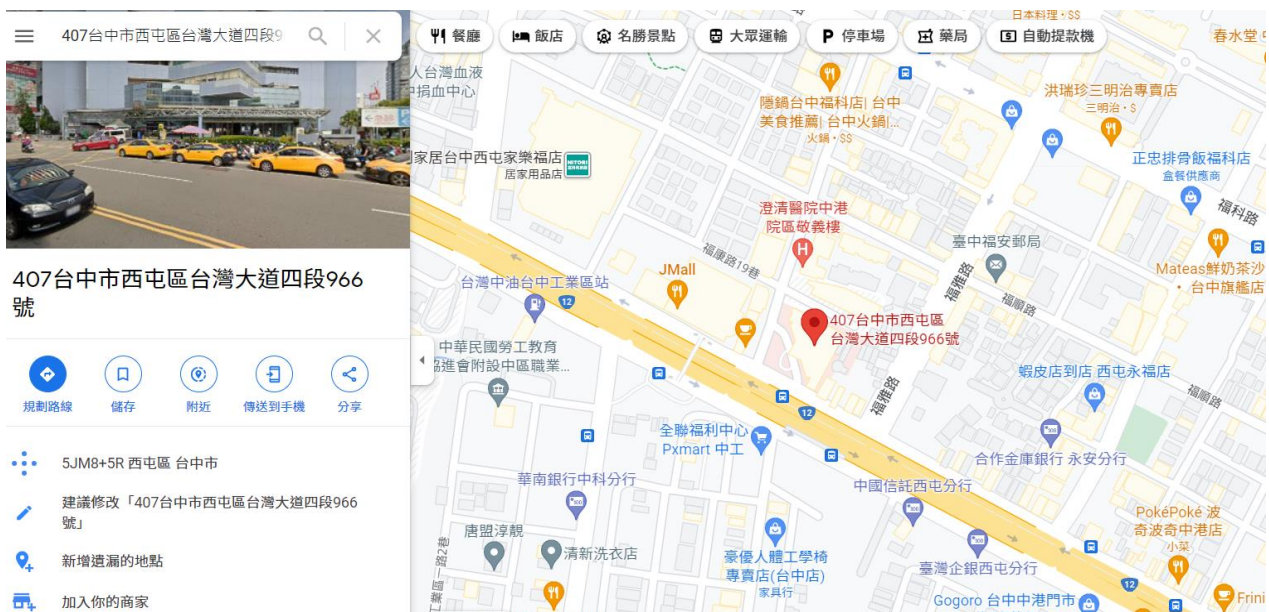 407台中市西屯區台灣大道四段9
407台中市西屯區台灣大道四段966
號
規劃路線
儲存
附近
傳送到手機
分享
5JM8+5R 西屯區 台中市
建議修改「407台中市西屯區台灣大道四段966
號」
新增遺漏的地點
加入你的商家
餐廳
飯店
名勝景點
大眾運輸
停車場
藥局
自動提款機
日本料理・$$
春水堂
人台灣血液
捐血中心
隱鍋台中福科店| 台中
美食推薦| 台中火鍋|...
火鍋・$$
洪瑞珍三明治專賣店
三明治・$
家居台中西屯家樂福店
居家用品店
NITORI
正忠排骨飯福科店
盒餐供應商
福科路
澄清醫院中港
院區敬義樓
福康路19巷
臺中福安郵局
JMall
台灣中油台中工業區站
12
福雅路
福順路
Mateas鮮奶茶沙
・ 台中旗艦店
407台中市西屯區
台灣大道四段966號
中華民國勞工教育
進會附設中區職業...
福雅路
蝦皮店到店 西屯永福店
福順路
12
全聯福利中心
Pxmart 中工
合作金庫銀行 永安分行
華南銀行中科分行
中國信託西屯分行
PokéPoké 波
奇波奇中港店
小菜
唐盟淳靚
清新洗衣店
豪優人體工學椅
專賣店(台中店)
家具行
臺灣企銀西屯分行
12
工業區一路2巷
Gogoro 台中中港門市
Frini